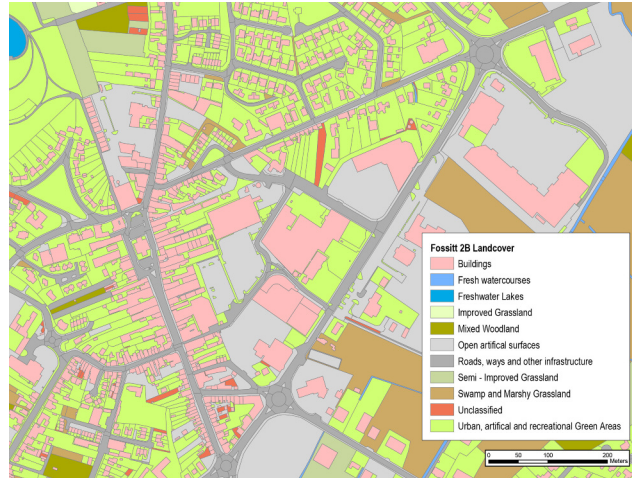 Fossitt 2B Landcover
Buildings
Fresh watercourses
Freshwater Lakes
Improved Grassland
Mixed Woodland
Open artifical surfaces
Roads, ways and other infrastructure
Semi - Improved Grassland
Swamp and Marshy Grassland
Unclassified
Urban, artifical and recreational Green Areas
0 50 100 200
Meters